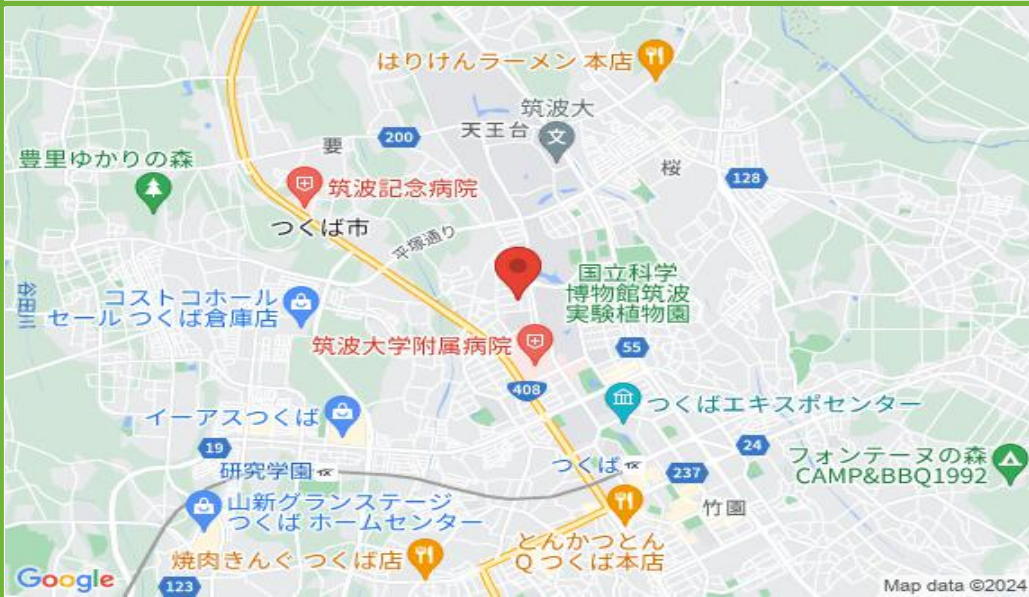 はりけんラーメン 本店
筑波大
天王台
文
200
要
桜
豊里ゆかりの森
128
筑波記念病院
つくば市
平塚通り
谷田川
国立科学
博物館筑波
実験植物園
コストコホール
セール つくば倉庫店
筑波大学附属病院
55
408
つくばエキスポセンター
イーアスつくば
19
24
研究学園
つくば
237
フォンテーヌの森
CAMP&BBQ1992
山新グランステージ
つくば ホームセンター
竹園
とんかつとん
Q つくば本店
焼肉きんぐ つくば店
Google
123
Map data ©2024